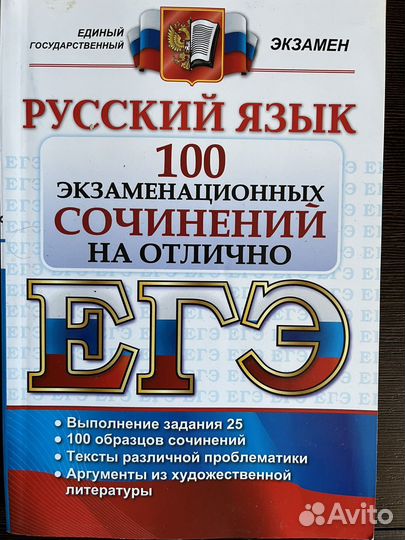 ЕДИНЫЙ
ГОСУДАРСТВЕННЫЙ
ЭКЗАМЕН
РУССКИЙ ЯЗЫК
100
ЭКЗАМЕНАЦИОННЫХ
СОЧИНЕНИЙ
НА ОТЛИЧНО
ЕГЭ
• Выполнение задания 25
• 100 образцов сочинений
• Тексты различной проблематики
• Аргументы из художественной
литературы
Avito